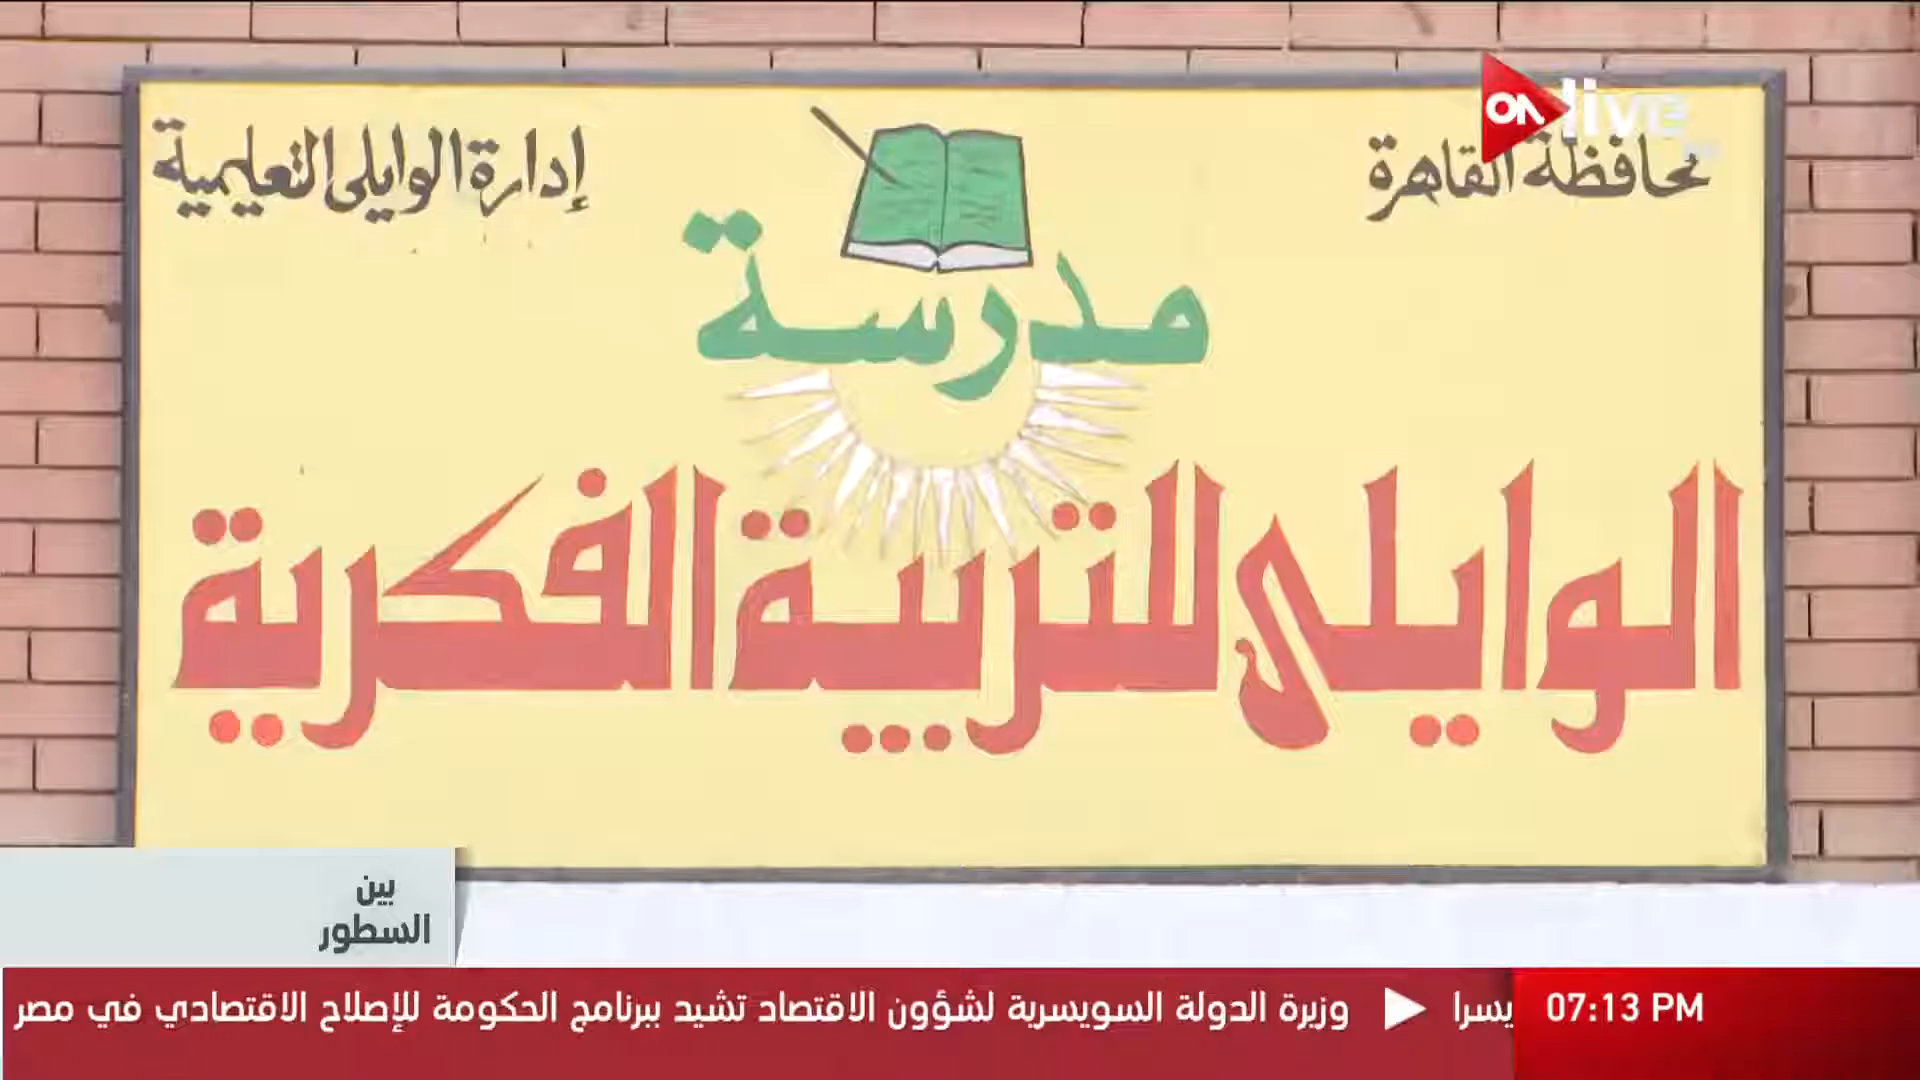 ON live
محافظة القاهرة
إدارة الوايلى التعليمية
مدرسة
الوايلى للتربية الفكرية
بين
السطور
07:13 PM
يسرا ▶ وزيرة الدولة السويسرية لشؤون الاقتصاد تشيد ببرنامج الحكومة للإصلاح الاقتصادي في مصر